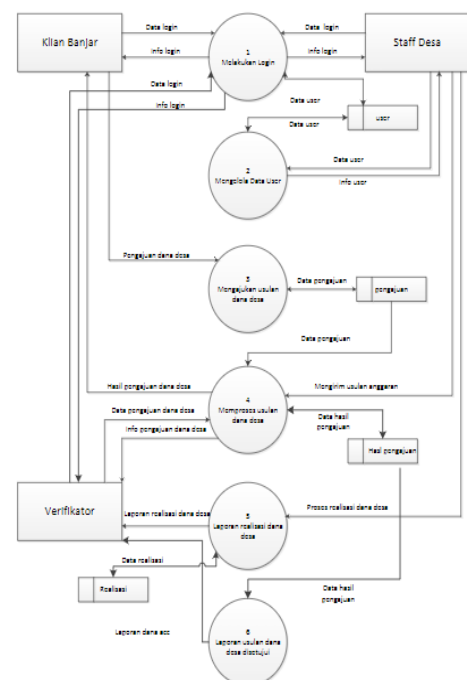 Klian Banjar
Data login
Info login
1
Melakukan Login
Data login
Info login
Staff Desa
Data login
Info login
Data user
Data user
user
2
Mengelola Data User
Data user
Info user
Pengajuan dana desa
3
Mengajukan usulan
dana desa
Data pengajuan
pengajuan
Data pengajuan
Hasil pengajuan dana desa
4
Memproses usulan
dana desa
Mengirim usulan anggaran
Data pengajuan dana desa
Info pengajuan dana desa
Data hasil
pengajuan
Hasil pengajuan
Verifikator
Laporan realisasi dana desa
5
Laporan realisasi dana
desa
Proses realisasi dana desa
Data realisasi
Realisasi
Data hasil
pengajuan
Laporan dana acc
6
Laporan usulan dana
desa disetujui